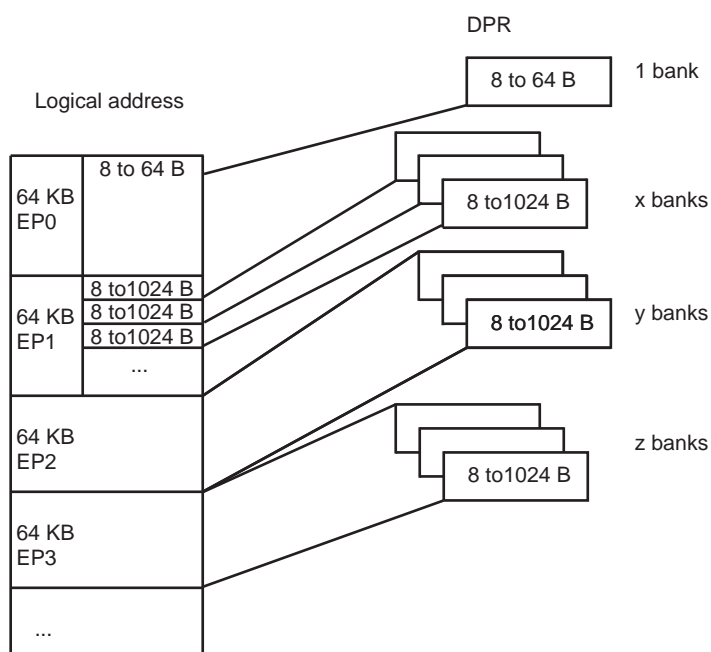 DPR
8 to 64 B
1 bank
Logical address
8 to 64 B
64 KB
EP0
8 to1024 B
x banks
8 to1024 B
8 to1024 B
8 to1024 B
...
64 KB
EP1
8 to1024 B
y banks
64 KB
EP2
8 to1024 B
z banks
64 KB
EP3
...